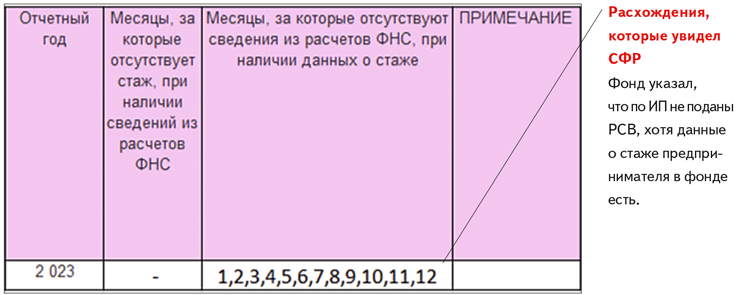 Отчетный
год
Месяцы, за
которые
отсутствует
стаж, при
наличии
сведений из
расчетов
ФНС
Месяцы, за которые отсутствуют
сведения из расчетов ФНС, при
наличии данных о стаже
ПРИМЕЧАНИЕ
2 023
-
1,2,3,4,5,6,7,8,9,10,11,12
Расхождения,
которые увидел
СФР
Фонд указал,
что по ИП не поданы
РСВ, хотя данные
о стаже предпри-
нимателя в фонде
есть.